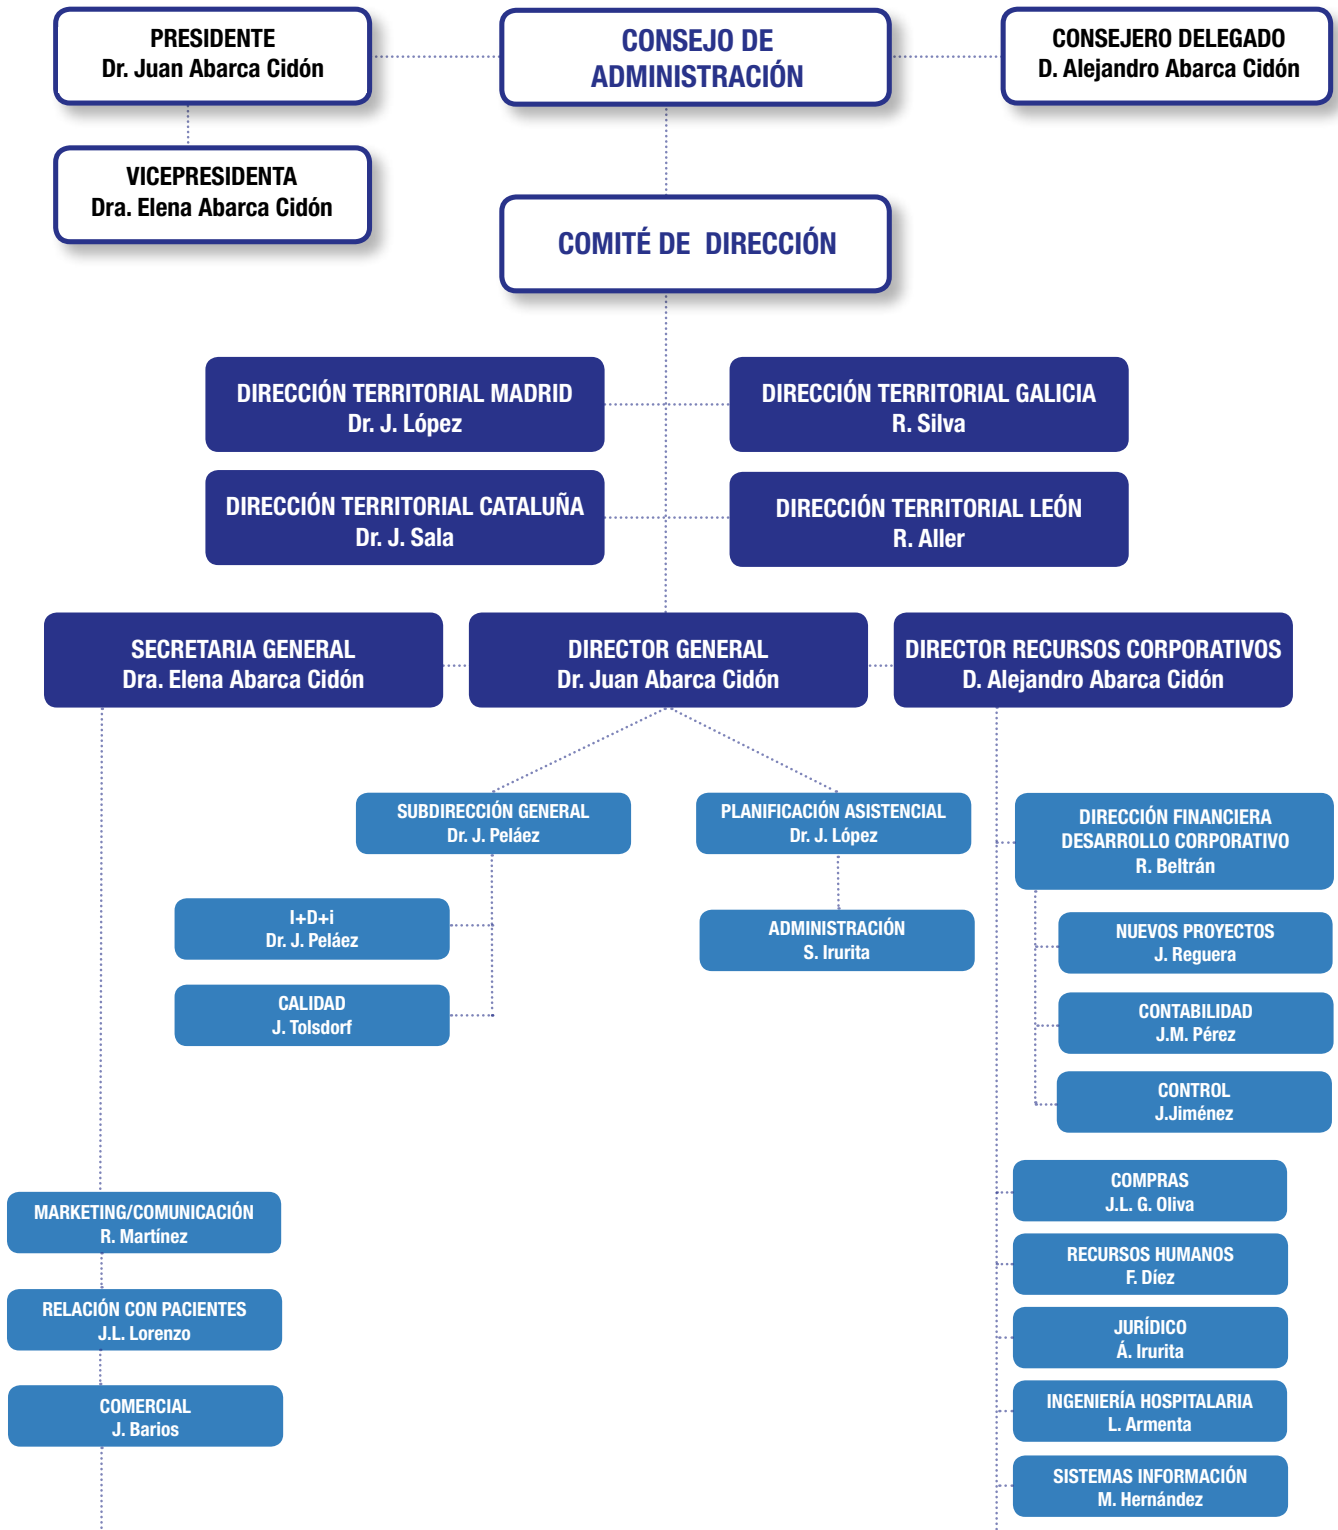 PRESIDENTE
Dr. Juan Abarca Cidón
CONSEJO DE
ADMINISTRACIÓN
CONSEJERO DELEGADO
D. Alejandro Abarca Cidón
VICEPRESIDENTA
Dra. Elena Abarca Cidón
COMITÉ DE DIRECCIÓN
DIRECCIÓN TERRITORIAL MADRID
Dr. J. López
DIRECCIÓN TERRITORIAL GALICIA
R. Silva
DIRECCIÓN TERRITORIAL CATALUÑA
Dr. J. Sala
DIRECCIÓN TERRITORIAL LEÓN
R. Aller
SECRETARIA GENERAL
Dra. Elena Abarca Cidón
DIRECTOR GENERAL
Dr. Juan Abarca Cidón
DIRECTOR RECURSOS CORPORATIVOS
D. Alejandro Abarca Cidón
SUBDIRECCIÓN GENERAL
Dr. J. Peláez
PLANIFICACIÓN ASISTENCIAL
Dr. J. López
DIRECCIÓN FINANCIERA
DESARROLLO CORPORATIVO
R. Beltrán
I+D+i
Dr. J. Peláez
ADMINISTRACIÓN
S. Irurita
NUEVOS PROYECTOS
J. Reguera
CALIDAD
J. Tolsdorf
CONTABILIDAD
J.M. Pérez
CONTROL
J.Jiménez
COMPRAS
J.L. G. Oliva
MARKETING/COMUNICACIÓN
R. Martínez
RECURSOS HUMANOS
F. Díez
RELACIÓN CON PACIENTES
J.L. Lorenzo
JURÍDICO
Á. Irurita
COMERCIAL
J. Barios
INGENIERÍA HOSPITALARIA
L. Armenta
SISTEMAS INFORMACIÓN
M. Hernández